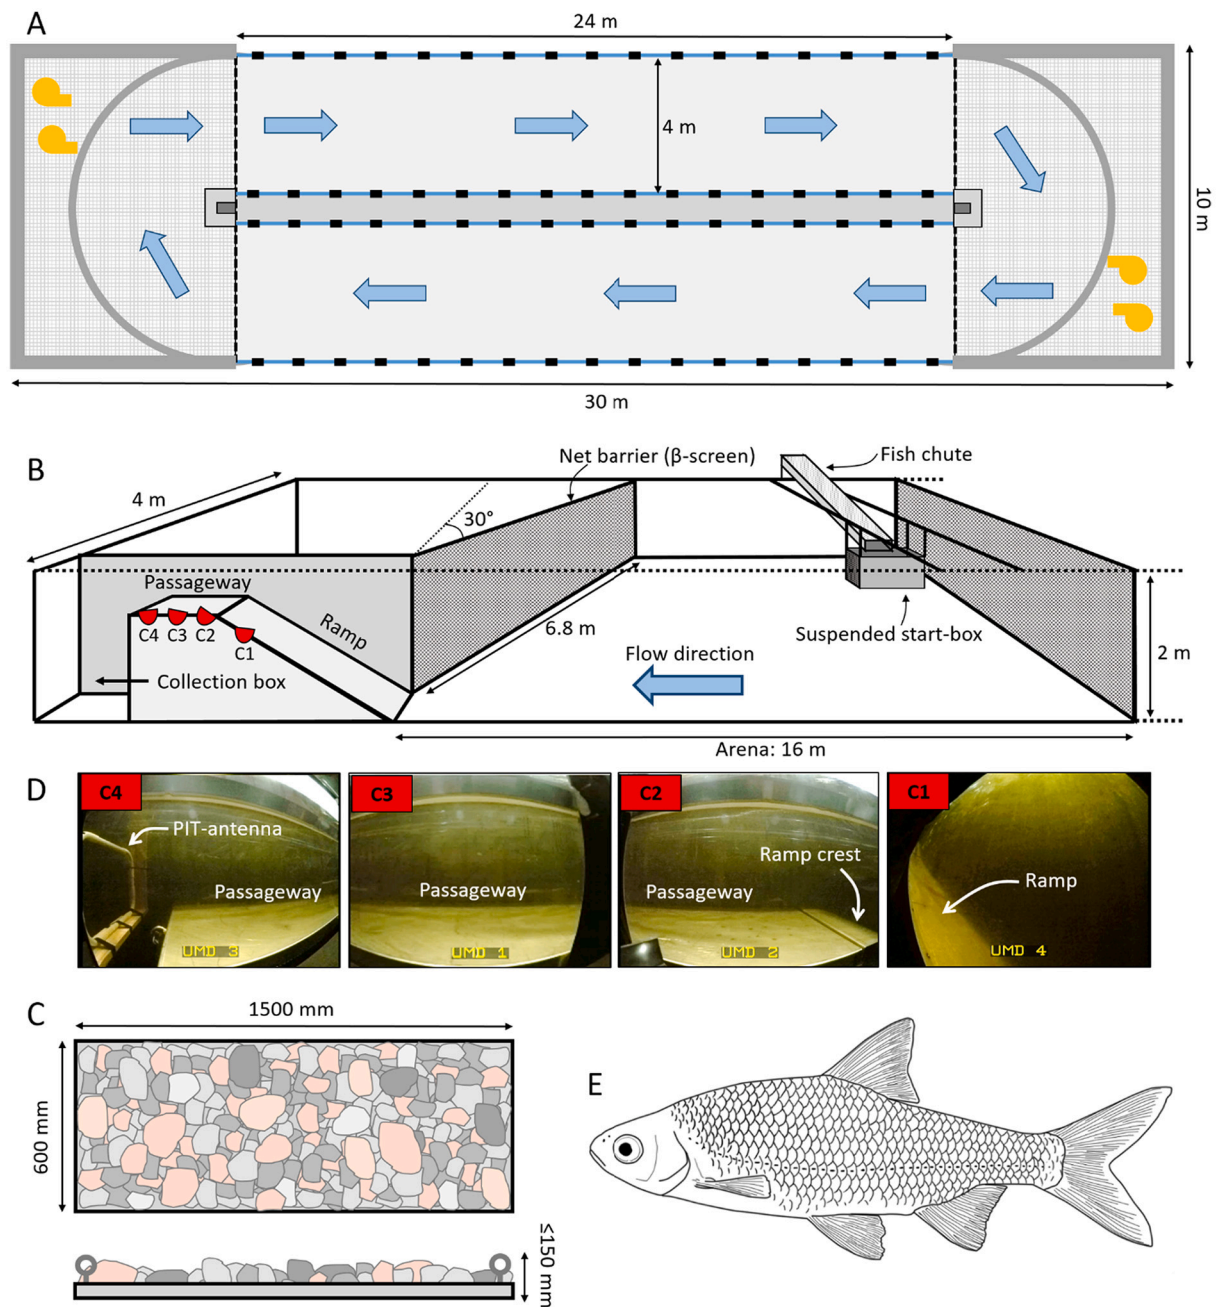 A
24 m
4 m
10 m
30 m
B
Net barrier (β-screen)
Fish chute
4 m
30°
Passageway
Ramp
C4
C3
C2
C1
6.8 m
Suspended start-box
Flow direction
2 m
Collection box
Arena: 16 m
D
C4
PIT-antenna
Passageway
UMD 3
C3
Passageway
UMD 1
C2
Ramp crest
Passageway
UMD 2
C1
Ramp
UMD 4
C
1500 mm
600 mm
≤150 mm
E